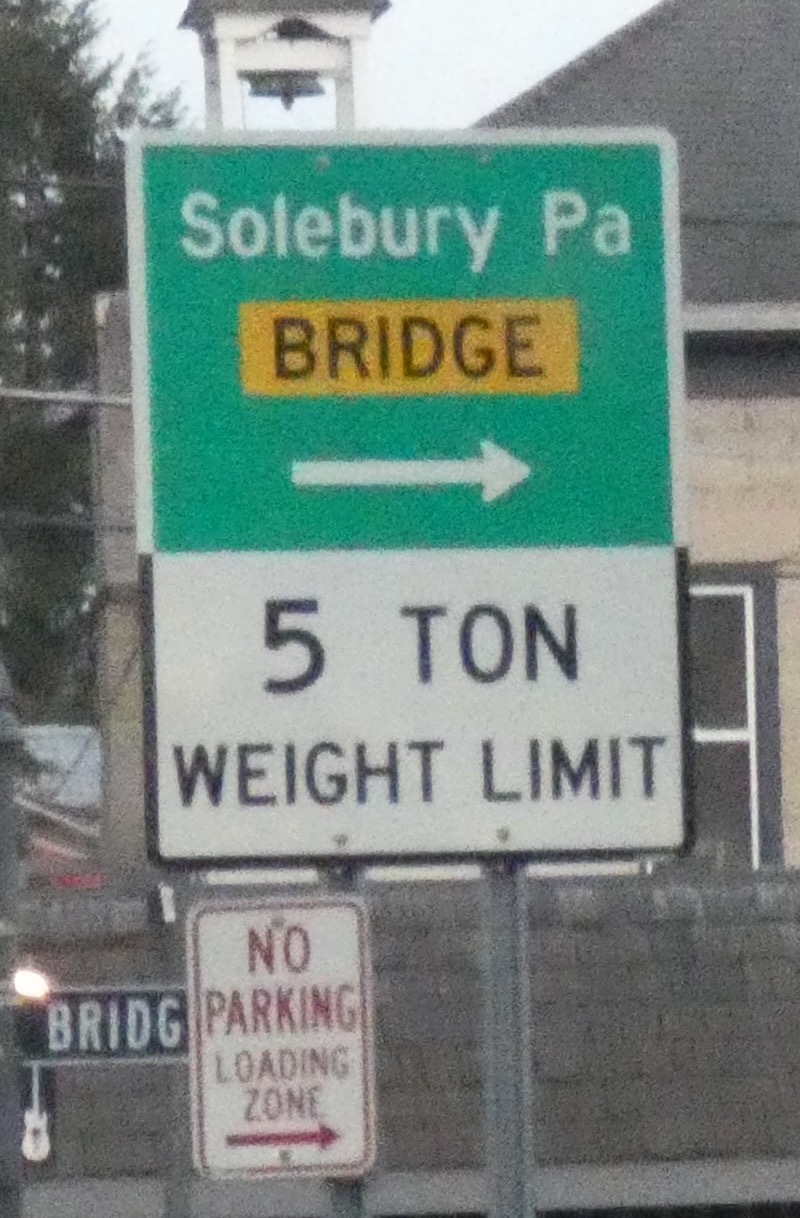 Solebury Pa
BRIDGE
5 TON
WEIGHT LIMIT
NO
PARKING
LOADING
ZONE
BRIDG